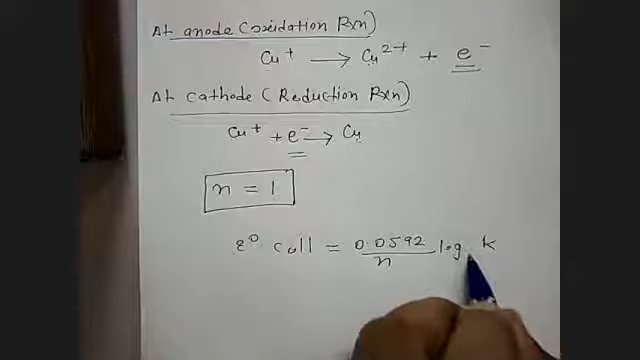 At anode (oxidation Rxn)
Cu+ → Cu2+ + e−
At cathode (Reduction Rxn)
Cu+ + e− → Cu
n = 1
ε° cell = 0.0592/n log k